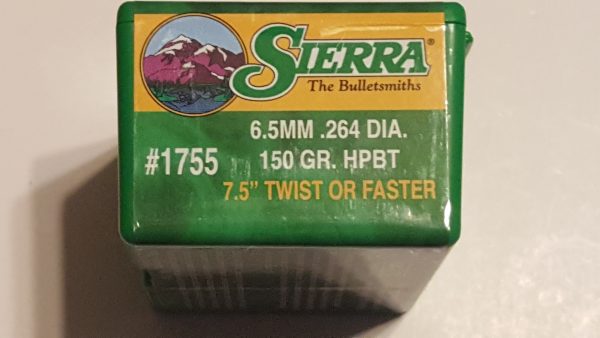 SIERRA®
The Bulletsmiths
6.5MM .264 DIA.
#1755 150 GR. HPBT
7.5" TWIST OR FASTER